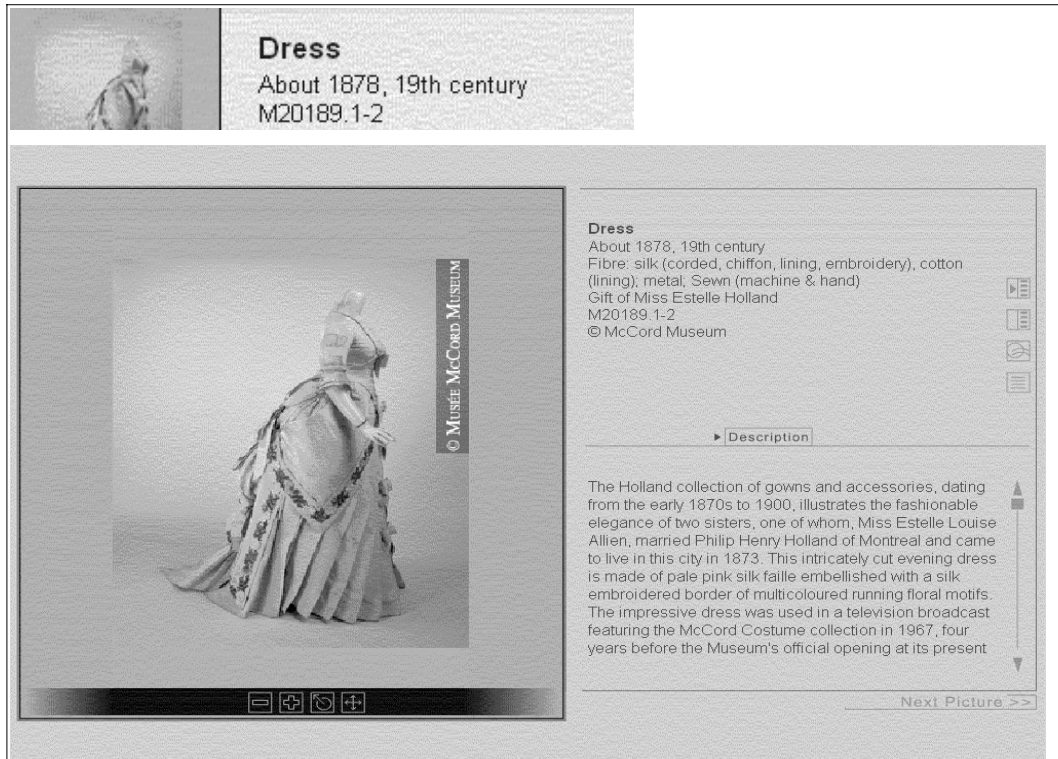 Dress
About 1878, 19th century
M20189.1-2
© MUSÉE MCCORD MUSEUM
Dress
About 1878, 19th century
Fibre: silk (corded, chiffon, lining, embroidery), cotton
(lining); metal; Sewn (machine & hand)
Gift of Miss Estelle Holland
M20189.1-2
© McCord Museum
Description
The Holland collection of gowns and accessories, dating
from the early 1870s to 1900, illustrates the fashionable
elegance of two sisters, one of whom, Miss Estelle Louise
Allien, married Philip Henry Holland of Montreal and came
to live in this city in 1873. This intricately cut evening dress
is made of pale pink silk faille embellished with a silk
embroidered border of multicoloured running floral motifs.
The impressive dress was used in a television broadcast
featuring the McCord Costume collection in 1967, four
years before the Museum's official opening at its present
Next Picture >>